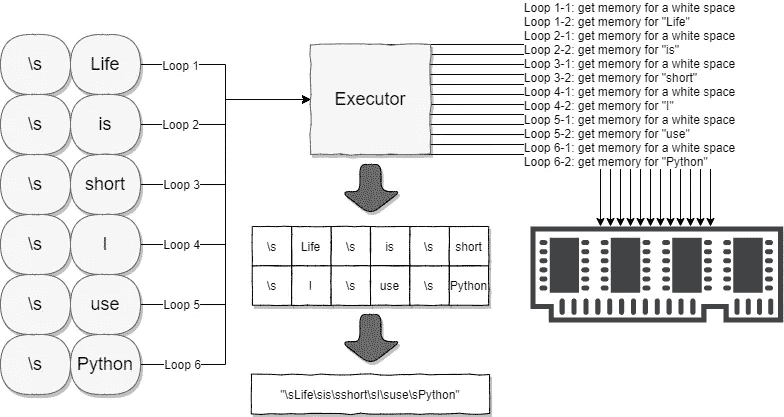 Loop 1-1: get memory for a white space
Loop 1-2: get memory for "Life"
Loop 2-1: get memory for a white space
Loop 2-2: get memory for "is"
Loop 3-1: get memory for a white space
Loop 3-2: get memory for "short"
Loop 4-1: get memory for a white space
Loop 4-2: get memory for "I"
Loop 5-1: get memory for a white space
Loop 5-2: get memory for "use"
Loop 6-1: get memory for a white space
Loop 6-2: get memory for "Python"
\s Life Loop 1
\s is Loop 2
\s short Loop 3
\s I Loop 4
\s use Loop 5
\s Python Loop 6
Executor
\s Life \s is \s short
\s I \s use \s Python
"\sLife\sis\sshort\sI\suse\sPython"